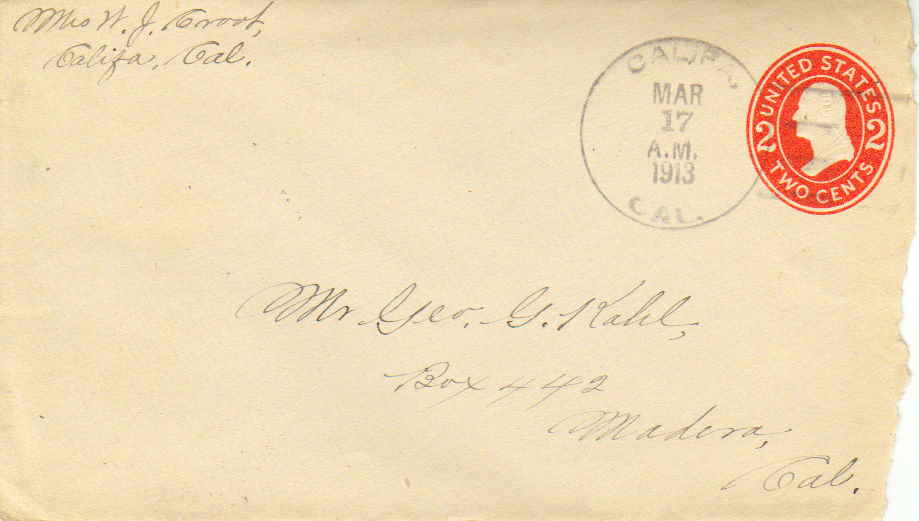 Mrs W. J. Croot,
Califa, Cal.
CALIFA,
MAR
17
A.M.
1913
CAL.
UNITED STATES
2 2
TWO CENTS
Mr Geo. G. Kahl,
Box 442
Madera,
Cal.